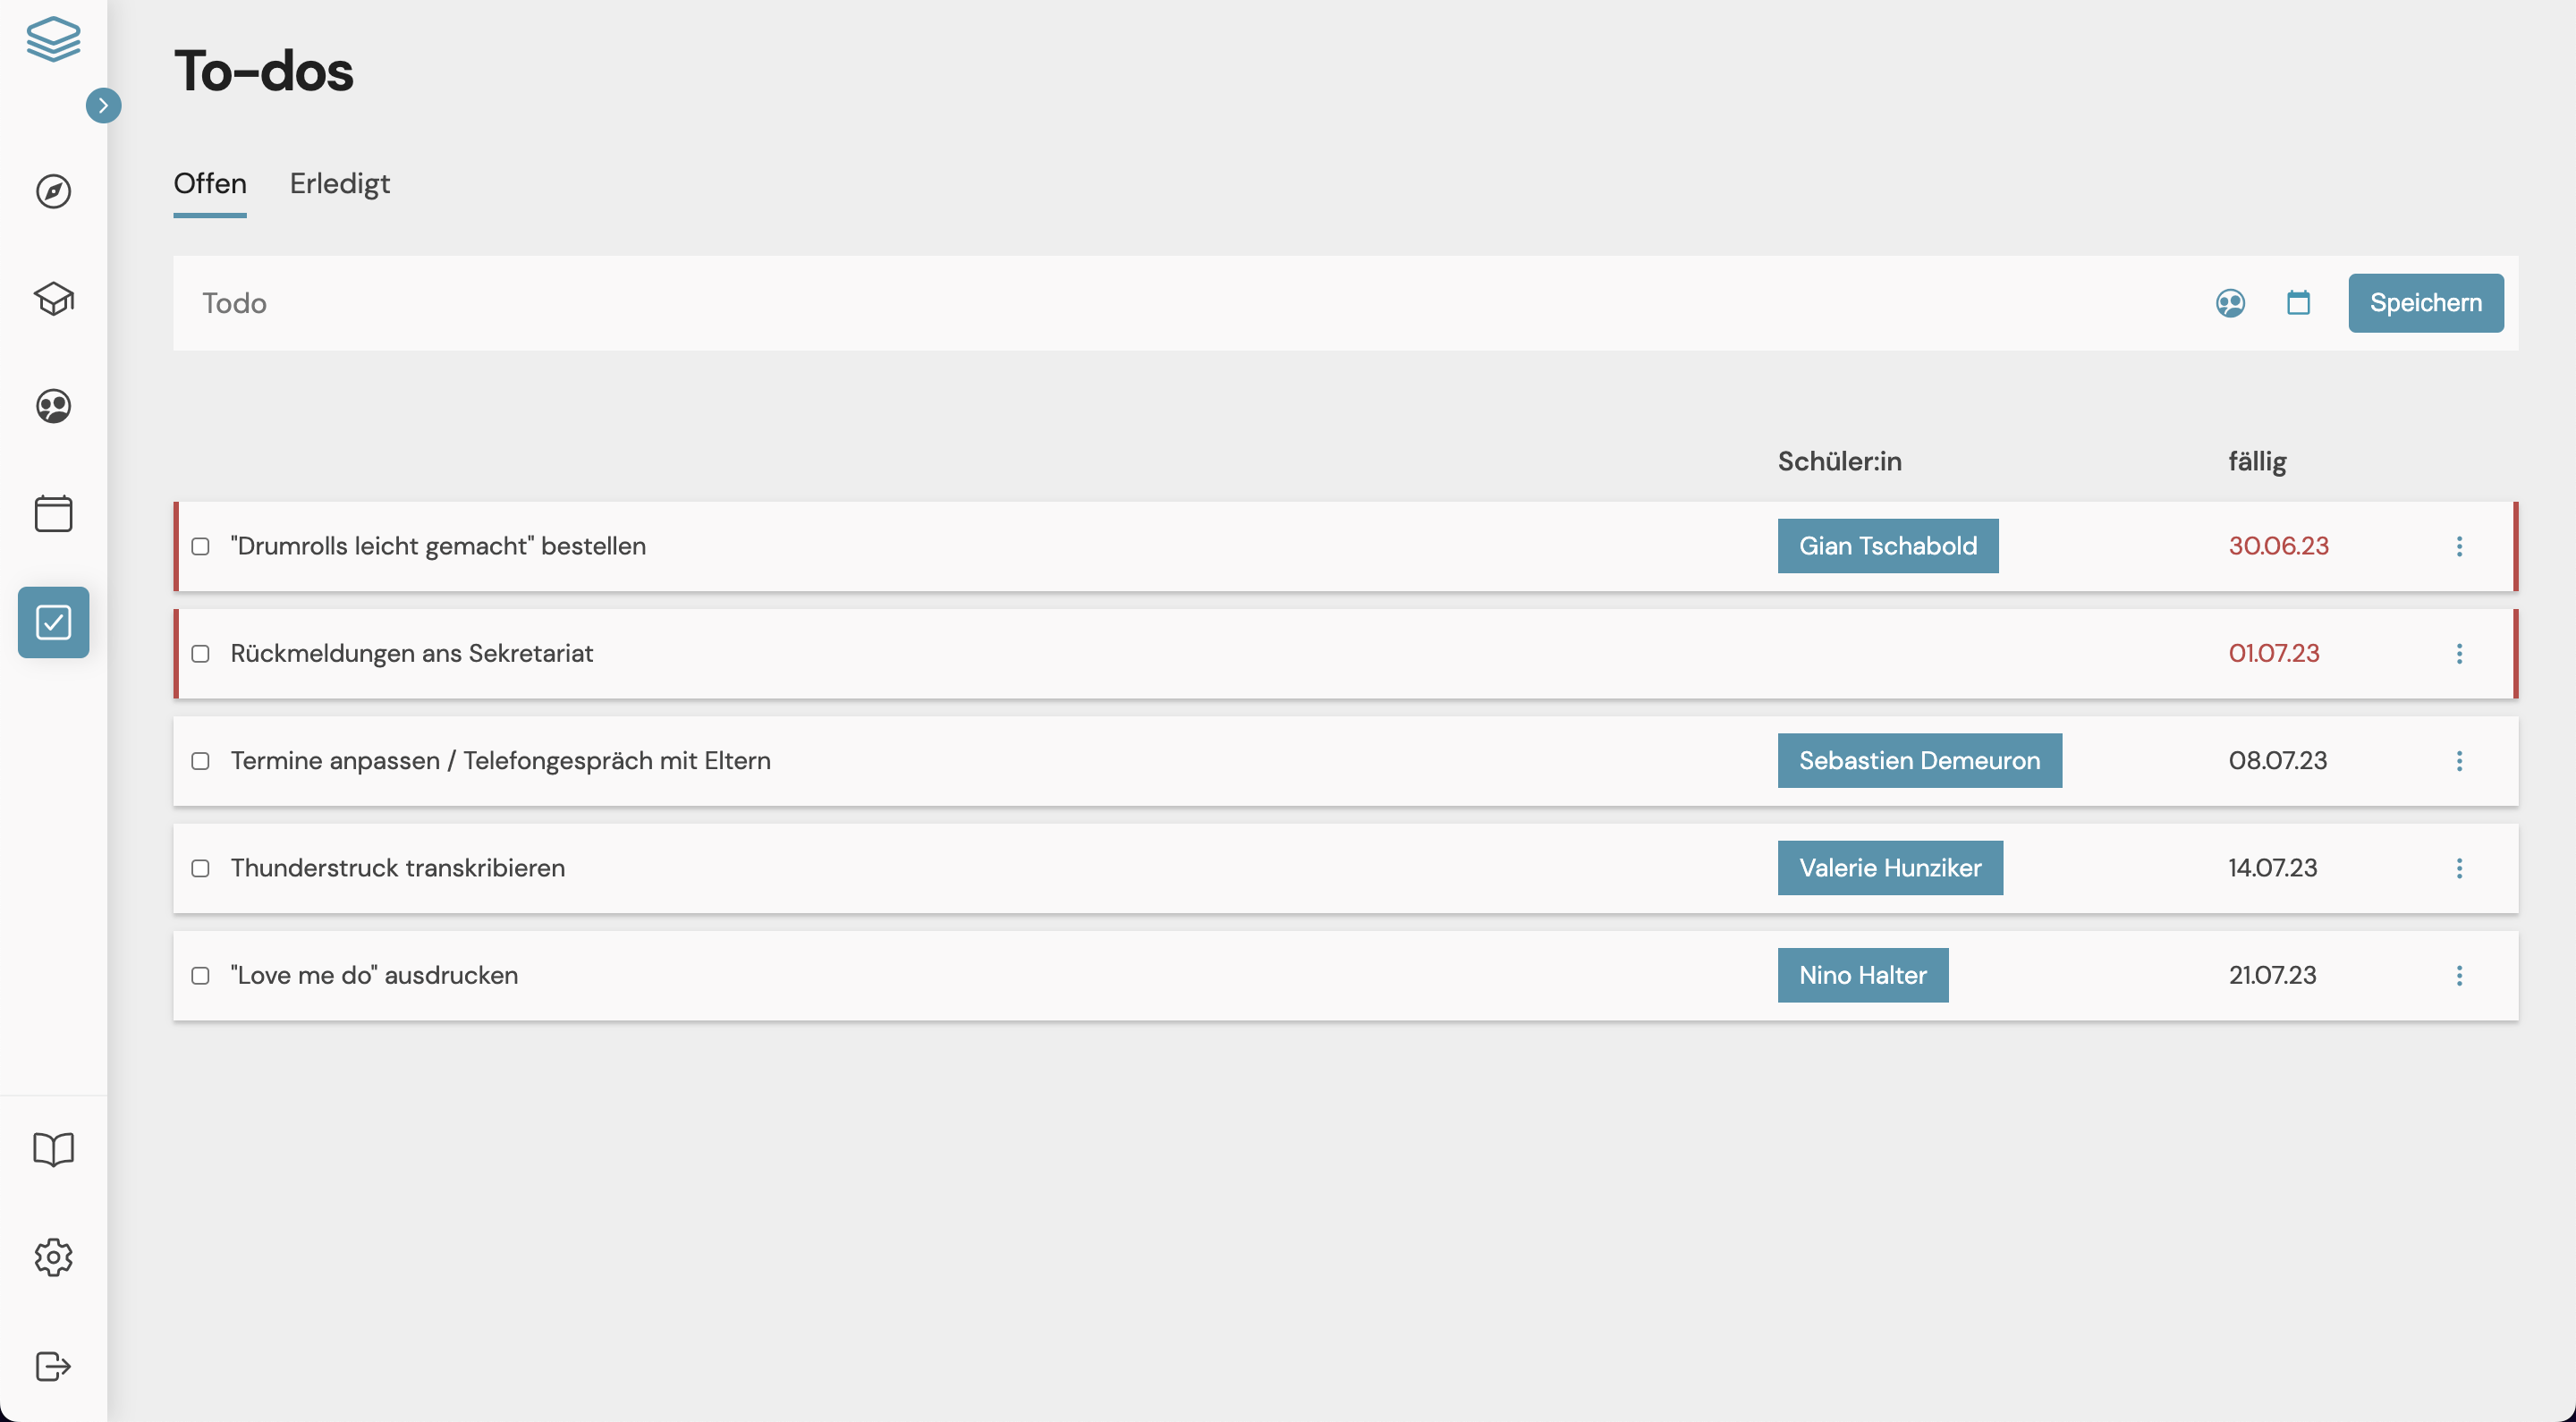 To-dos
Offen Erledigt
Todo Speichern
Schüler:in fällig
"Drumrolls leicht gemacht" bestellen Gian Tschabold 30.06.23
Rückmeldungen ans Sekretariat 01.07.23
Termine anpassen / Telefongespräch mit Eltern Sebastien Demeuron 08.07.23
Thunderstruck transkribieren Valerie Hunziker 14.07.23
"Love me do" ausdrucken Nino Halter 21.07.23